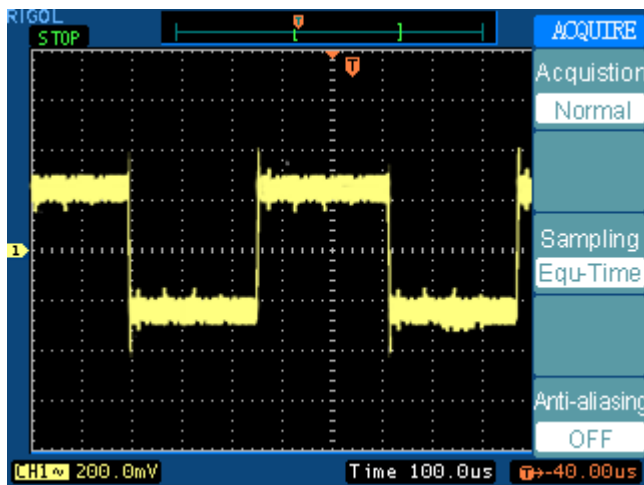 RIGOL
STOP
T
ACQUIRE
T
Acquistion
Normal
1
Sampling
Equ-Time
Anti-aliasing
OFF
CH1~ 200.0mV
Time 100.0us
T→-40.00us